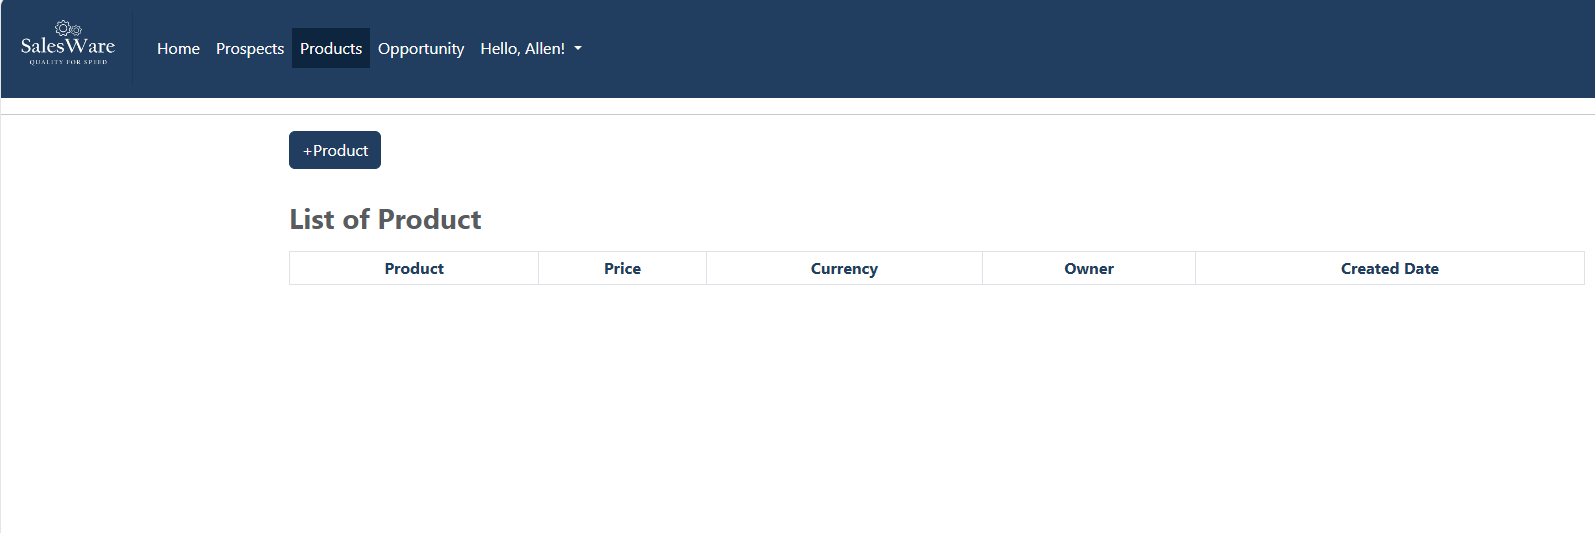 SalesWare
QUALITY FOR SPEED
Home Prospects Products Opportunity Hello, Allen!
+Product
List of Product
Product Price Currency Owner Created Date